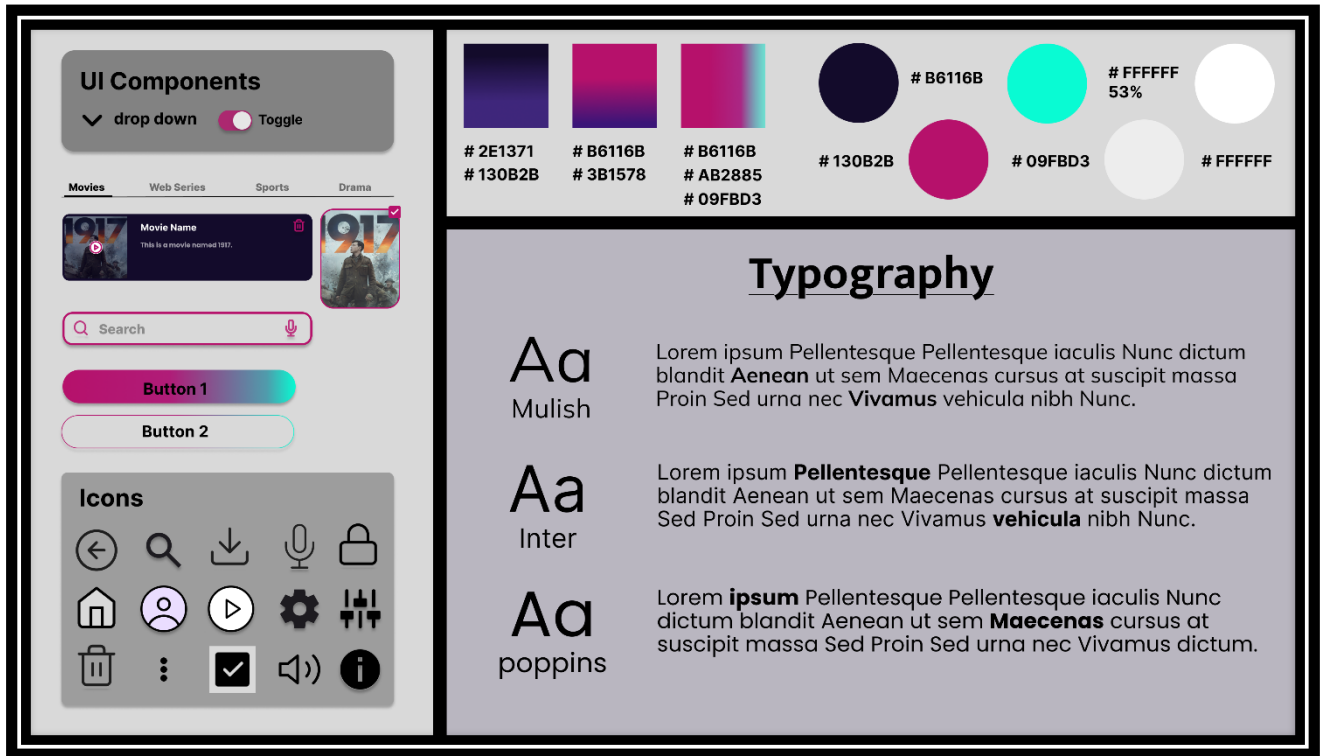 UI Components
drop down
Toggle
Movies
Web Series
Sports
Drama
1917
Movie Name
This is a movie named 1917.
1917
Search
Button 1
Button 2
Icons
# 2E1371
# 130B2B
# B6116B
# 3B1578
# B6116B
# AB2885
# 09FBD3
# B6116B
# FFFFFF
53%
# 130B2B
# 09FBD3
# FFFFFF
Typography
Aa
Mulish
Lorem ipsum Pellentesque Pellentesque iaculis Nunc dictum
blandit Aenean ut sem Maecenas cursus at suscipit massa
Proin Sed urna nec Vivamus vehicula nibh Nunc.
Aa
Inter
Lorem ipsum Pellentesque Pellentesque iaculis Nunc dictum
blandit Aenean ut sem Maecenas cursus at suscipit massa
Sed Proin Sed urna nec Vivamus vehicula nibh Nunc.
Aa
poppins
Lorem ipsum Pellentesque Pellentesque iaculis Nunc
dictum blandit Aenean ut sem Maecenas cursus at
suscipit massa Sed Proin Sed urna nec Vivamus dictum.